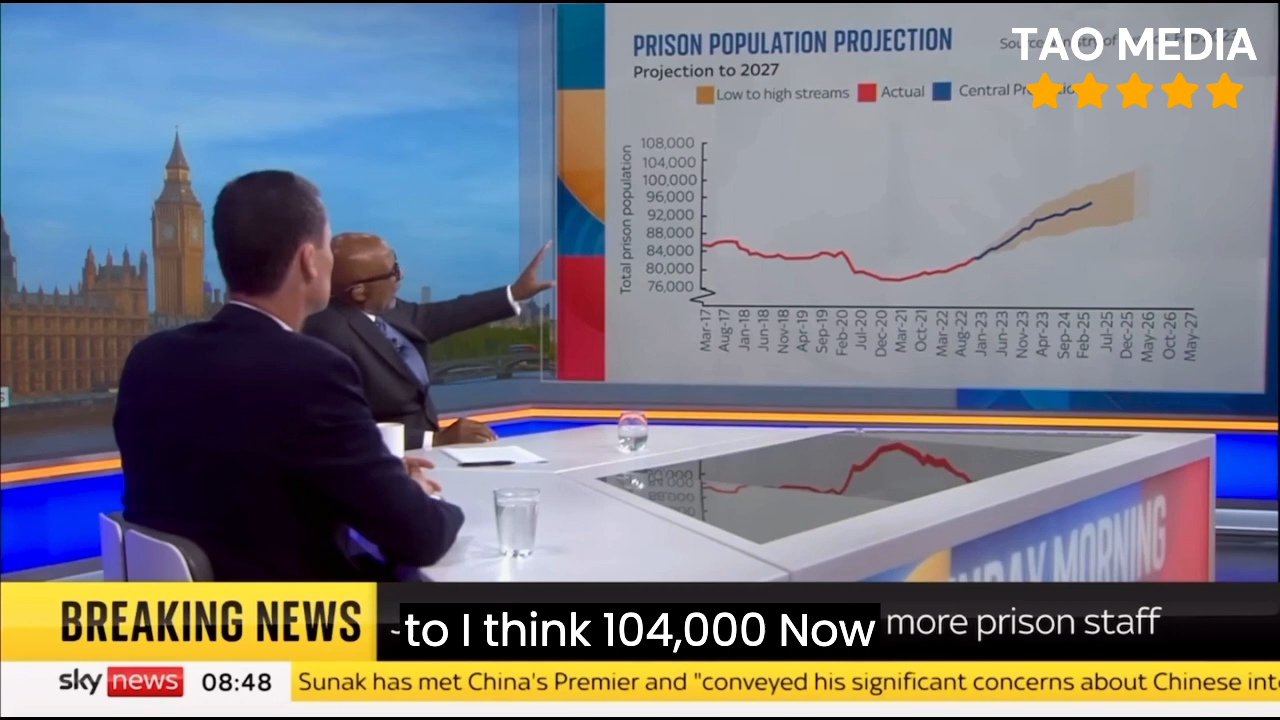 PRISON POPULATION PROJECTION
TAO MEDIA
Projection to 2027
Low to high streams
Actual
Central
Total prison population
108,000
104,000
100,000
96,000
92,000
88,000
84,000
80,000
76,000
Mar-17
Aug-17
Jan-18
Jun-18
Nov-18
Apr-19
Sep-19
Feb-20
Jul-20
Dec-20
Mar-21
Oct-21
Mar-22
Aug-22
Jan-23
Jun-23
Nov-23
Apr-23
Sep-24
Feb-25
Jul-25
Dec-25
May-26
Oct-26
May-27
MORNING
BREAKING NEWS
to I think 104,000 Now
more prison staff
sky news 08:48
Sunak has met China's Premier and "conveyed his significant concerns about Chinese